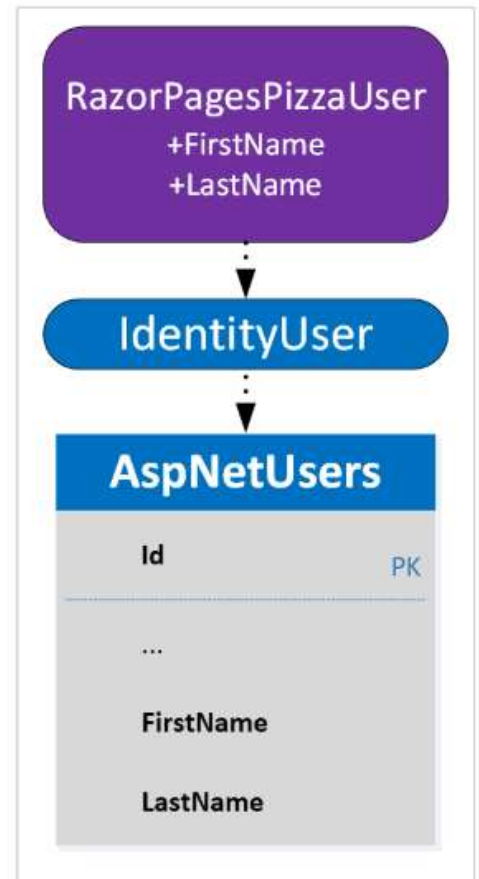 RazorPagesPizzaUser
+FirstName
+LastName
IdentityUser
AspNetUsers
Id
PK
...
FirstName
LastName